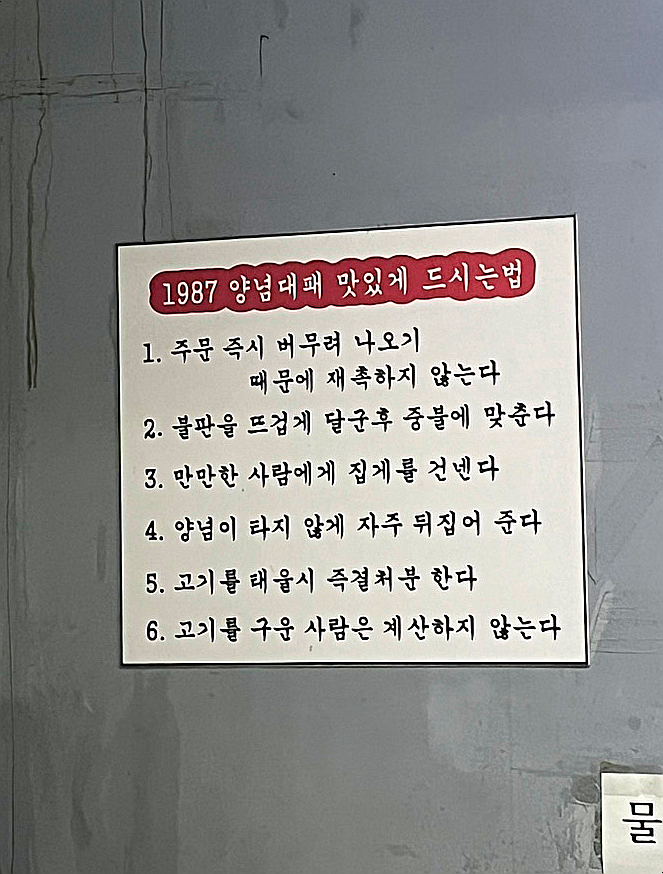 1987 양념대패 맛있게 드시는법
1. 주문 즉시 버무려 나오기
때문에 재촉하지 않는다
2. 불판을 뜨겁게 달군후 중불에 맞춘다
3. 만만한 사람에게 집게를 건넨다
4. 양념이 타지 않게 자주 뒤집어 준다
5. 고기를 태울시 즉결처분 한다
6. 고기를 구운 사람은 계산하지 않는다
물